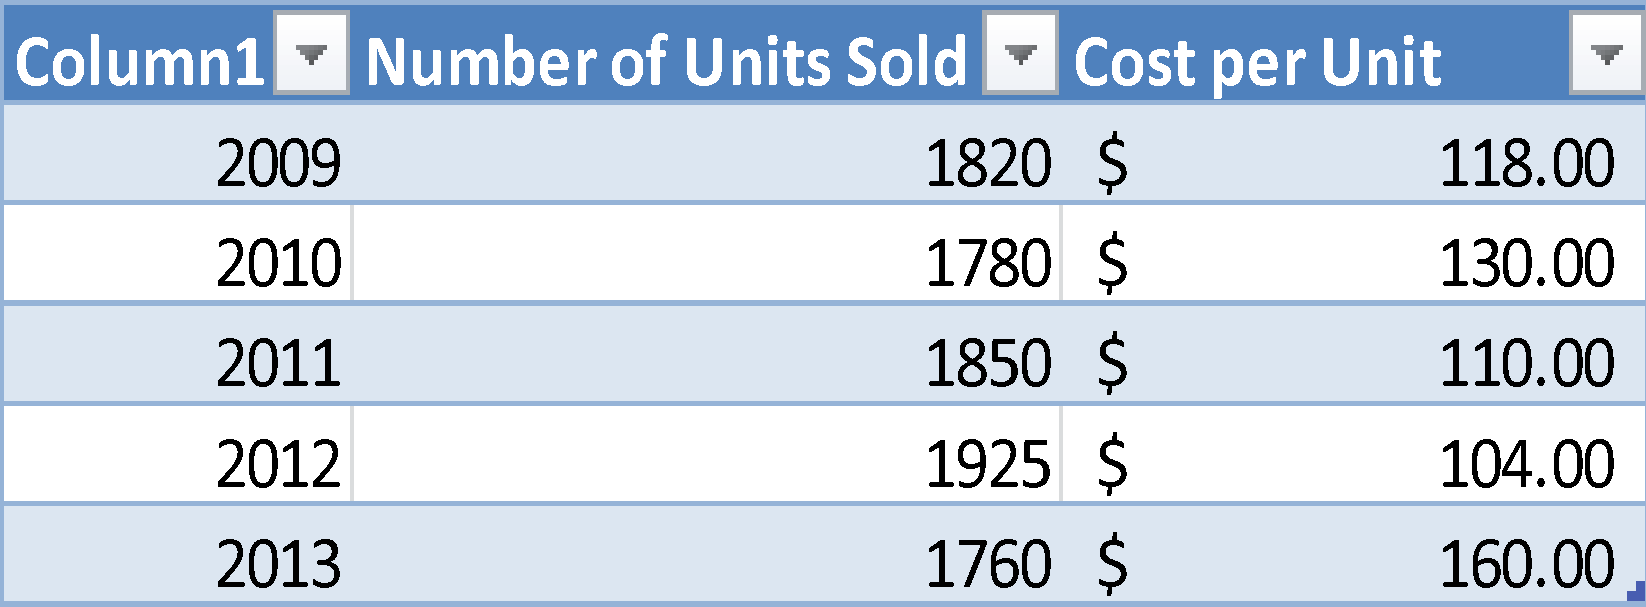 Column1 Number of Units Sold Cost per Unit
2009 1820 $ 118.00
2010 1780 $ 130.00
2011 1850 $ 110.00
2012 1925 $ 104.00
2013 1760 $ 160.00